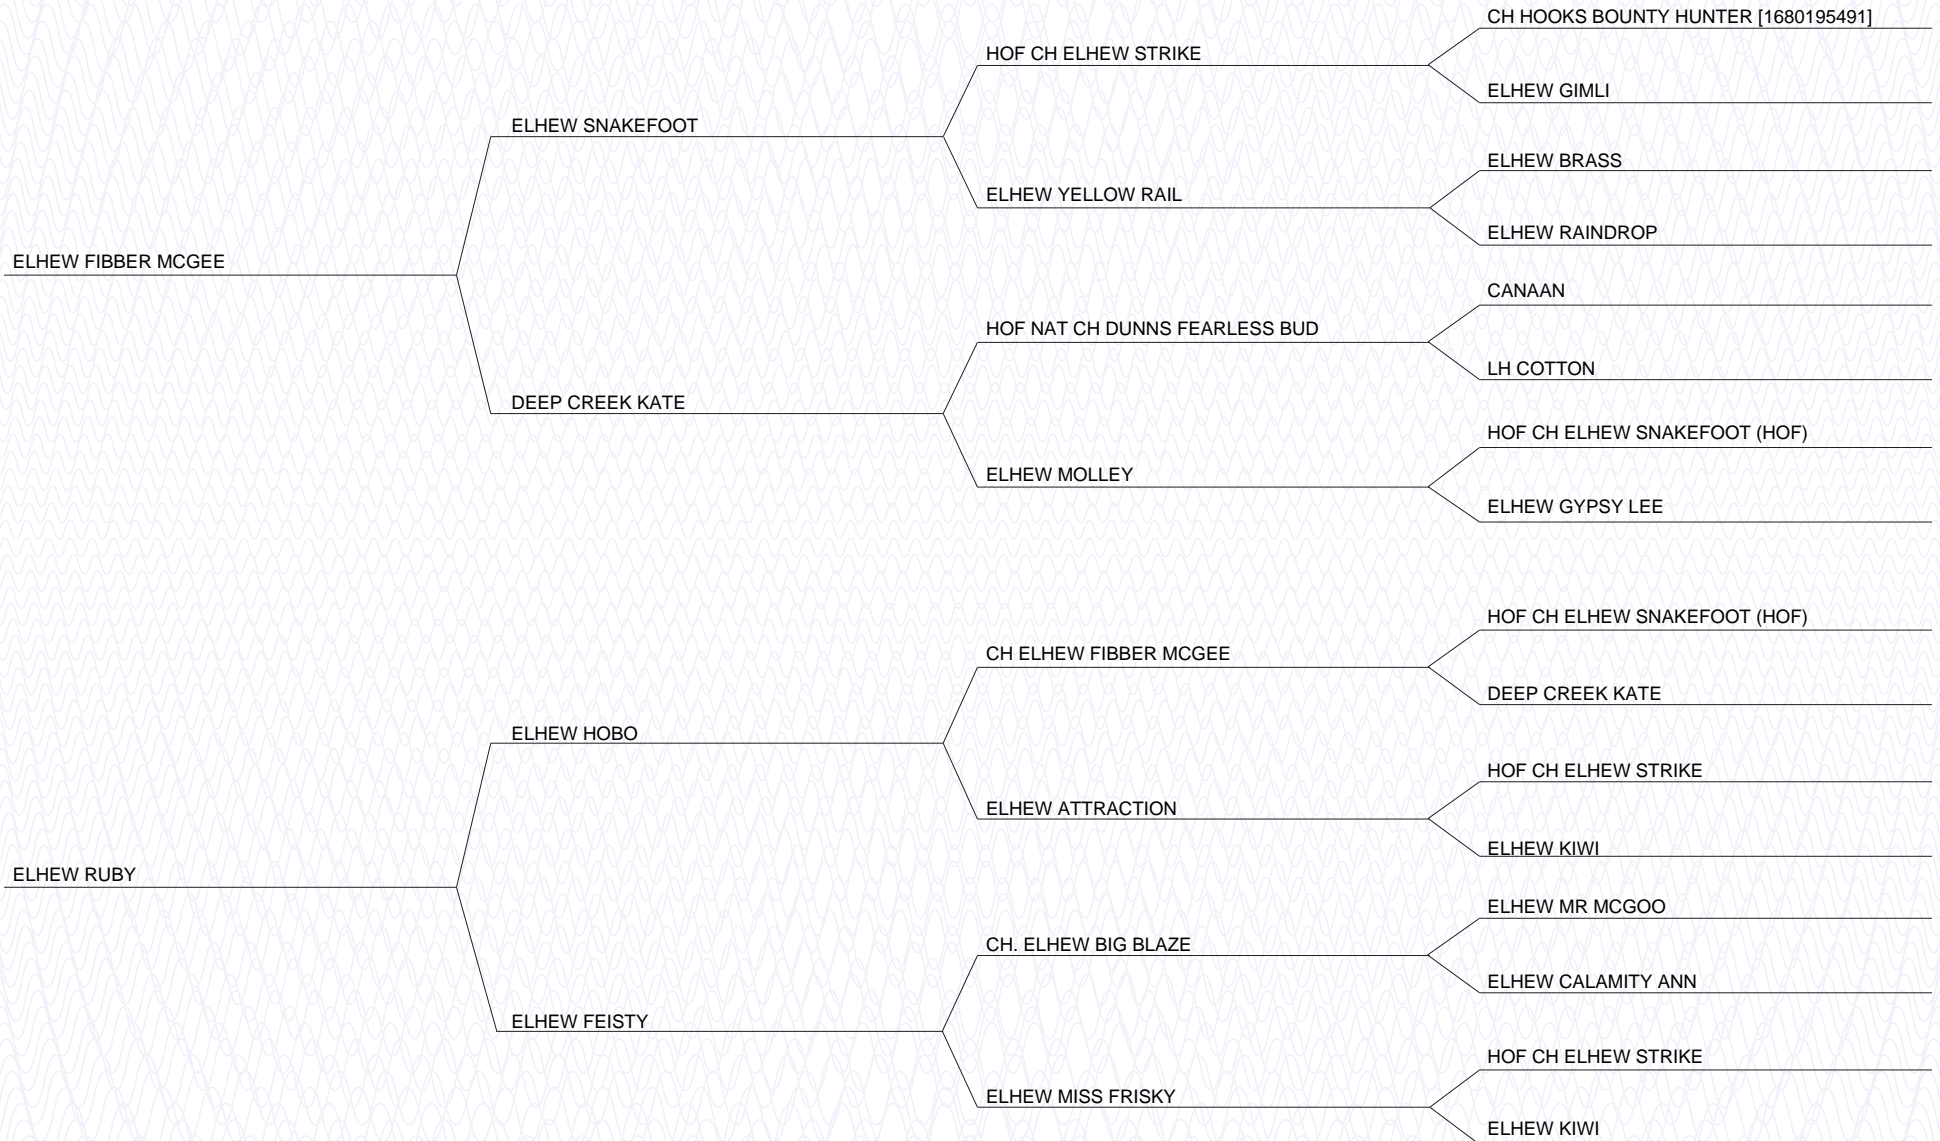 CH HOOKS BOUNTY HUNTER [1680195491]
HOF CH ELHEW STRIKE
ELHEW GIMLI
ELHEW SNAKEFOOT
ELHEW BRASS
ELHEW YELLOW RAIL
ELHEW RAINDROP
ELHEW FIBBER MCGEE
CANAAN
HOF NAT CH DUNNS FEARLESS BUD
LH COTTON
DEEP CREEK KATE
HOF CH ELHEW SNAKEFOOT (HOF)
ELHEW MOLLEY
ELHEW GYPSY LEE
HOF CH ELHEW SNAKEFOOT (HOF)
CH ELHEW FIBBER MCGEE
DEEP CREEK KATE
ELHEW HOBO
HOF CH ELHEW STRIKE
ELHEW ATTRACTION
ELHEW KIWI
ELHEW RUBY
ELHEW MR MCGOO
CH. ELHEW BIG BLAZE
ELHEW CALAMITY ANN
ELHEW FEISTY
HOF CH ELHEW STRIKE
ELHEW MISS FRISKY
ELHEW KIWI